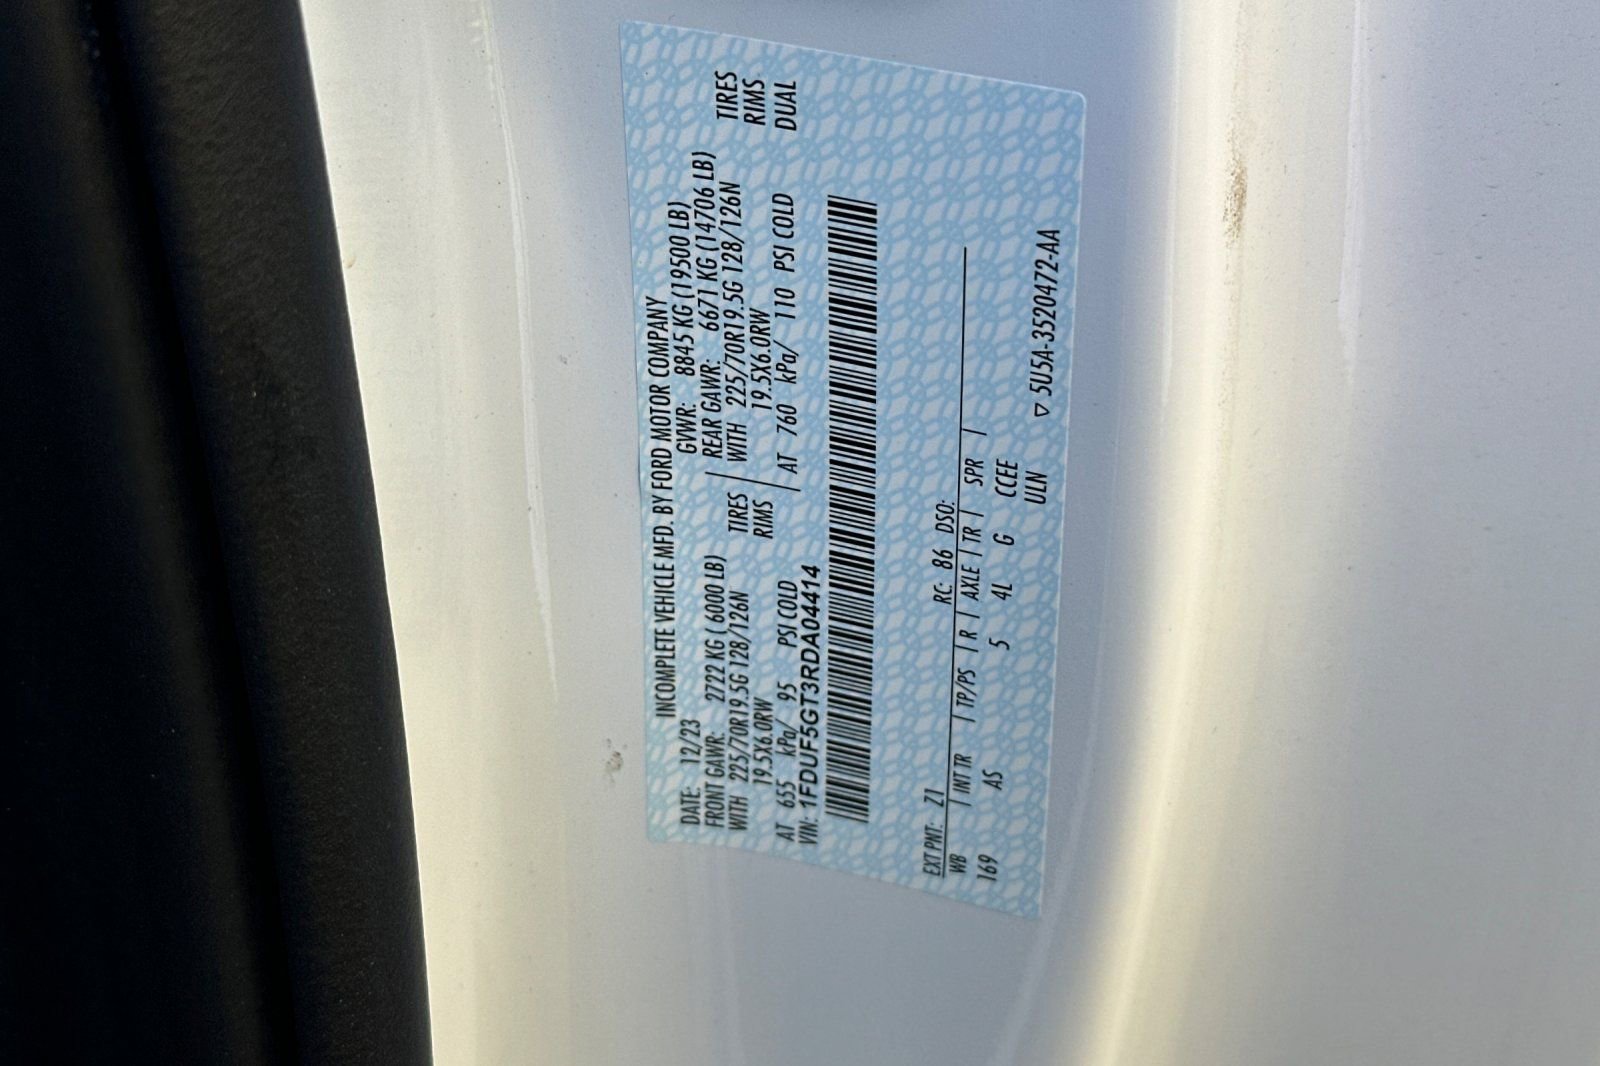 INCOMPLETE VEHICLE MFD. BY FORD MOTOR COMPANY
DATE: 12/23 GVWR: 8845 KG (19500 LB)
FRONT GAWR: 2722 KG ( 6000 LB) REAR GAWR: 6671 KG (14706 LB)
WITH 225/70R19.5G 128/126N TIRES WITH 225/70R19.5G 128/126N TIRES
19.5X6.0RW RIMS 19.5X6.0RW RIMS
AT 655 kPa/ 95 PSI COLD AT 760 kPa/ 110 PSI COLD DUAL
VIN: 1FDUF5GT3RDA04414
EXT PNT: Z1 RC: 86 DSO:
WB | INT TR | TP/PS | R | AXLE | TR | SPR |
169 AS 5 4L G CCEE
ULN
▽ 5U5A-3520472-AA